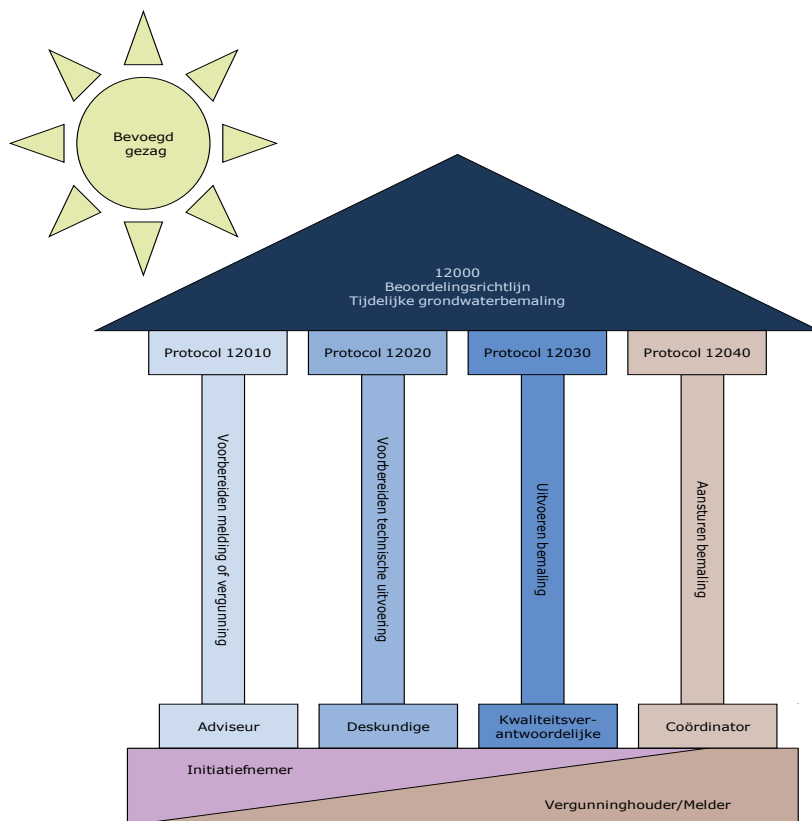 Bevoegd
gezag
12000
Beoordelingsrichtlijn
Tijdelijke grondwaterbemaling
Protocol 12010
Protocol 12020
Protocol 12030
Protocol 12040
Voorbereiden melding of vergunning
Voorbereiden technische uitvoering
Uitvoeren bemaling
Aansturen bemaling
Adviseur
Deskundige
Kwaliteitsver-
antwoordelijke
Coördinator
Initiatiefnemer
Vergunninghouder/Melder